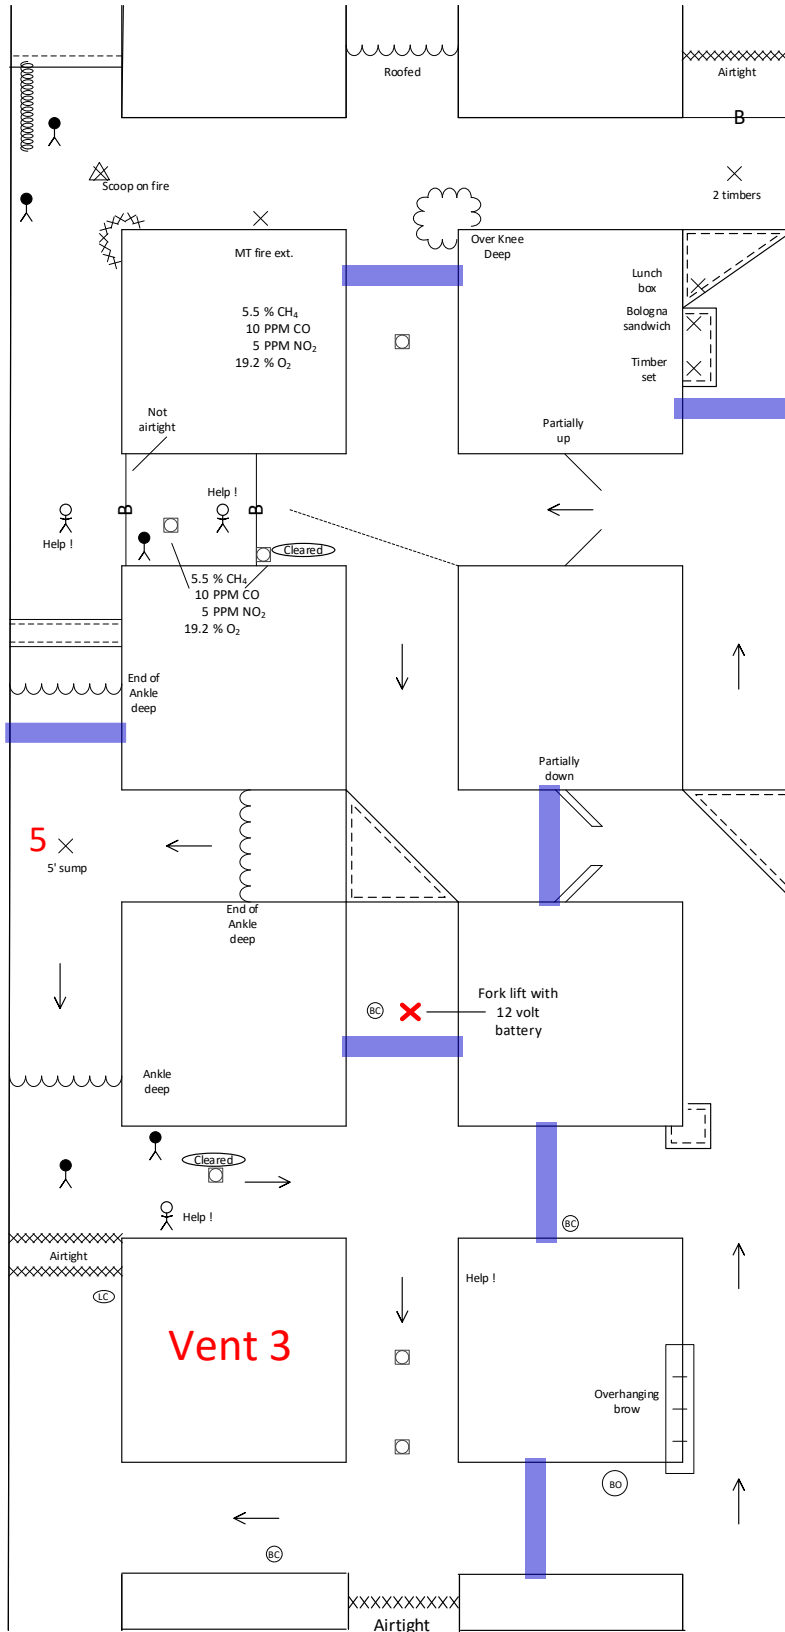 Roofed
Airtight
B
Scoop on fire
2 timbers
MT fire ext.
Over Knee
Deep
Lunch
box
5.5 % CH₄
10 PPM CO
5 PPM NO₂
19.2 % O₂
Bologna
sandwich
Timber
set
Not
airtight
Partially
up
Help !
B
B
Help !
Cleared
5.5 % CH₄
10 PPM CO
5 PPM NO₂
19.2 % O₂
End of
Ankle
deep
Partially
down
5
5' sump
End of
Ankle
deep
BC
Fork lift with
12 volt
battery
Ankle
deep
Cleared
Help !
BC
Airtight
LC
Help !
Vent 3
Overhanging
brow
BO
BC
Airtight